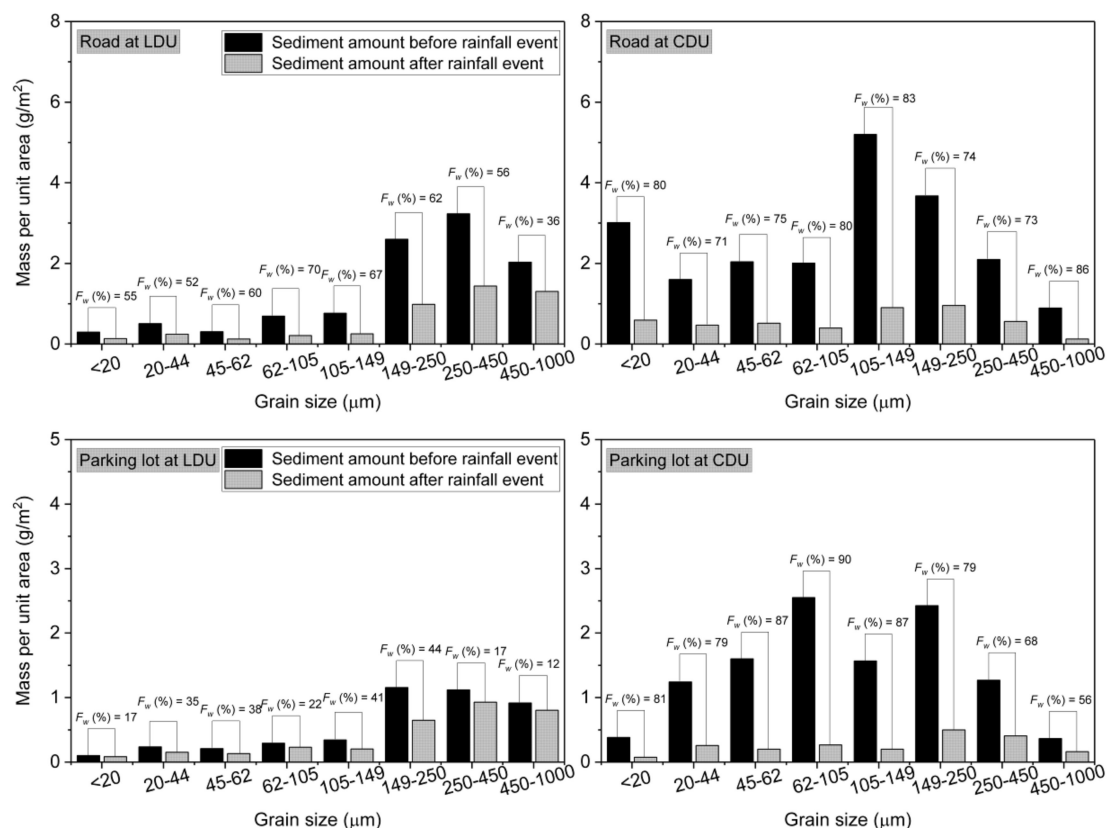 Road at LDU
Sediment amount before rainfall event
Sediment amount after rainfall event
Mass per unit area (g/m²)
8
6
4
2
0
Fw (%) = 55
Fw (%) = 52
Fw (%) = 60
Fw (%) = 70
Fw (%) = 67
Fw (%) = 62
Fw (%) = 56
Fw (%) = 36
<20
20-44
45-62
62-105
105-149
149-250
250-450
450-1000
Grain size (μm)
Road at CDU
8
6
4
2
0
Fw (%) = 80
Fw (%) = 71
Fw (%) = 75
Fw (%) = 80
Fw (%) = 83
Fw (%) = 74
Fw (%) = 73
Fw (%) = 86
<20
20-44
45-62
62-105
105-149
149-250
250-450
450-1000
Grain size (μm)
Parking lot at LDU
Sediment amount before rainfall event
Sediment amount after rainfall event
Mass per unit area (g/m²)
5
4
3
2
1
0
Fw (%) = 17
Fw (%) = 35
Fw (%) = 38
Fw (%) = 22
Fw (%) = 41
Fw (%) = 44
Fw (%) = 17
Fw (%) = 12
<20
20-44
45-62
62-105
105-149
149-250
250-450
450-1000
Grain size (μm)
Parking lot at CDU
5
4
3
2
1
0
Fw (%) = 81
Fw (%) = 79
Fw (%) = 87
Fw (%) = 90
Fw (%) = 87
Fw (%) = 79
Fw (%) = 68
Fw (%) = 56
<20
20-44
45-62
62-105
105-149
149-250
250-450
450-1000
Grain size (μm)